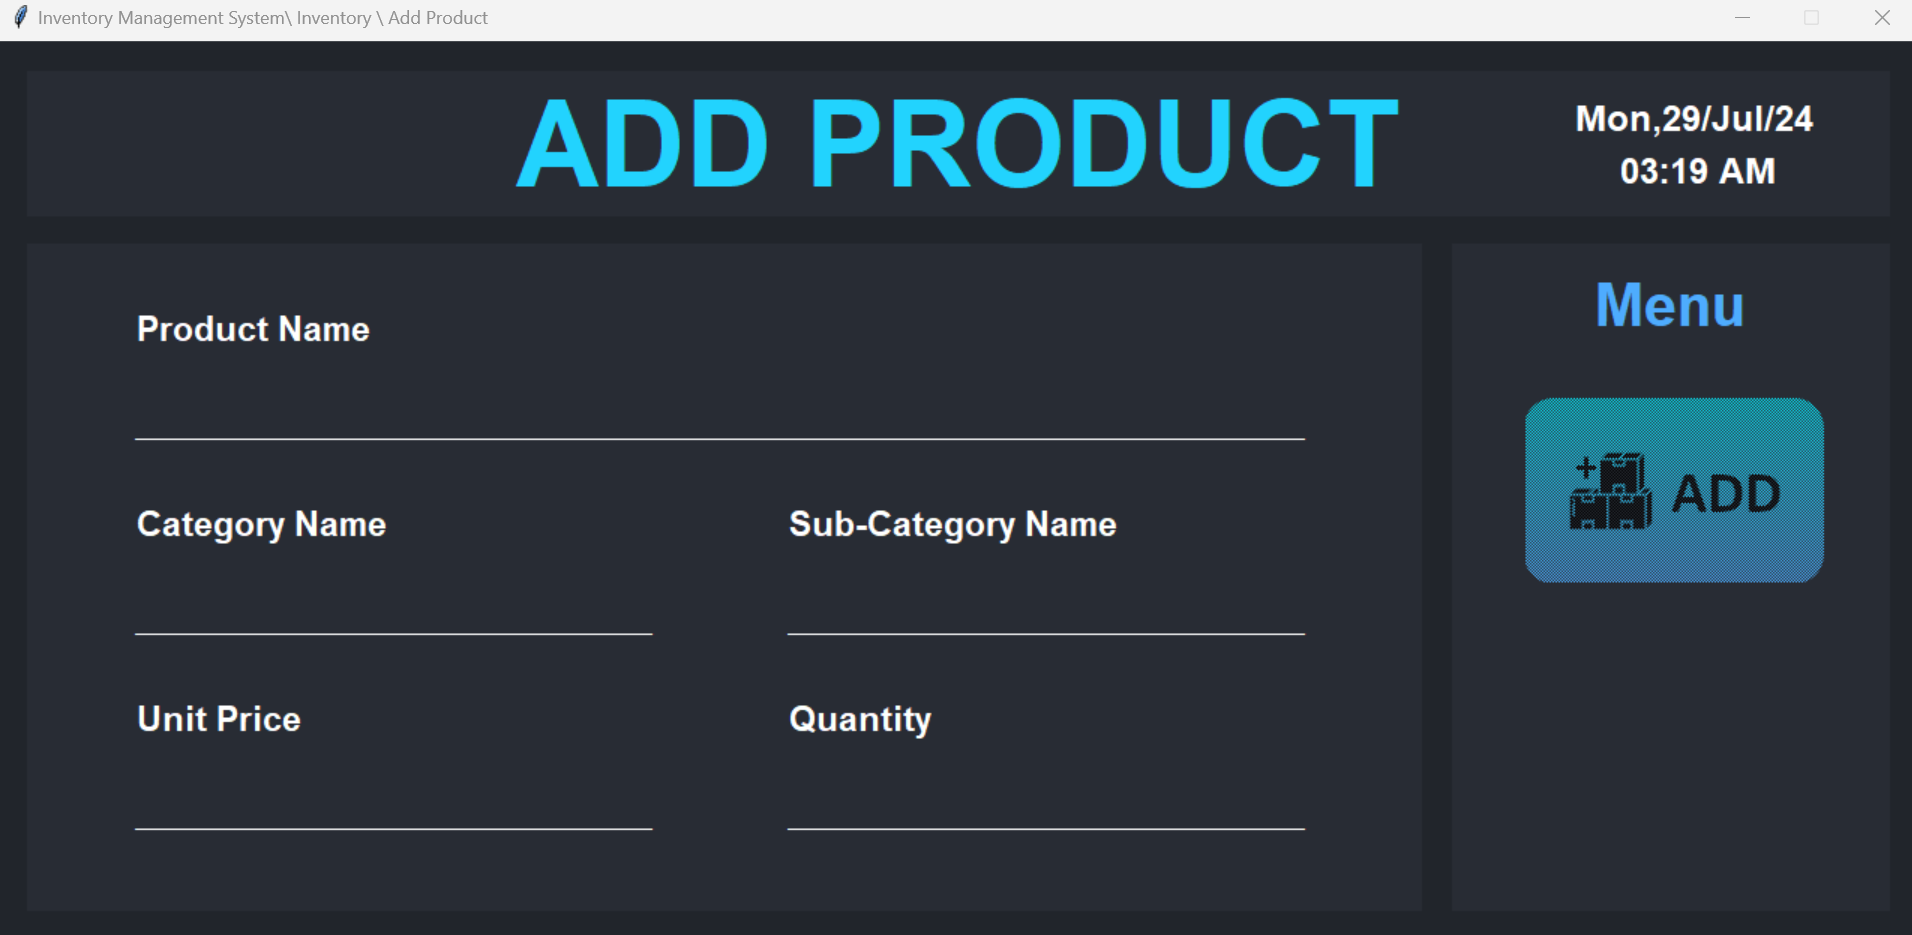 Inventory Management System\ Inventory \ Add Product
ADD PRODUCT
Mon,29/Jul/24
03:19 AM
Product Name
Category Name
Sub-Category Name
Unit Price
Quantity
Menu
ADD